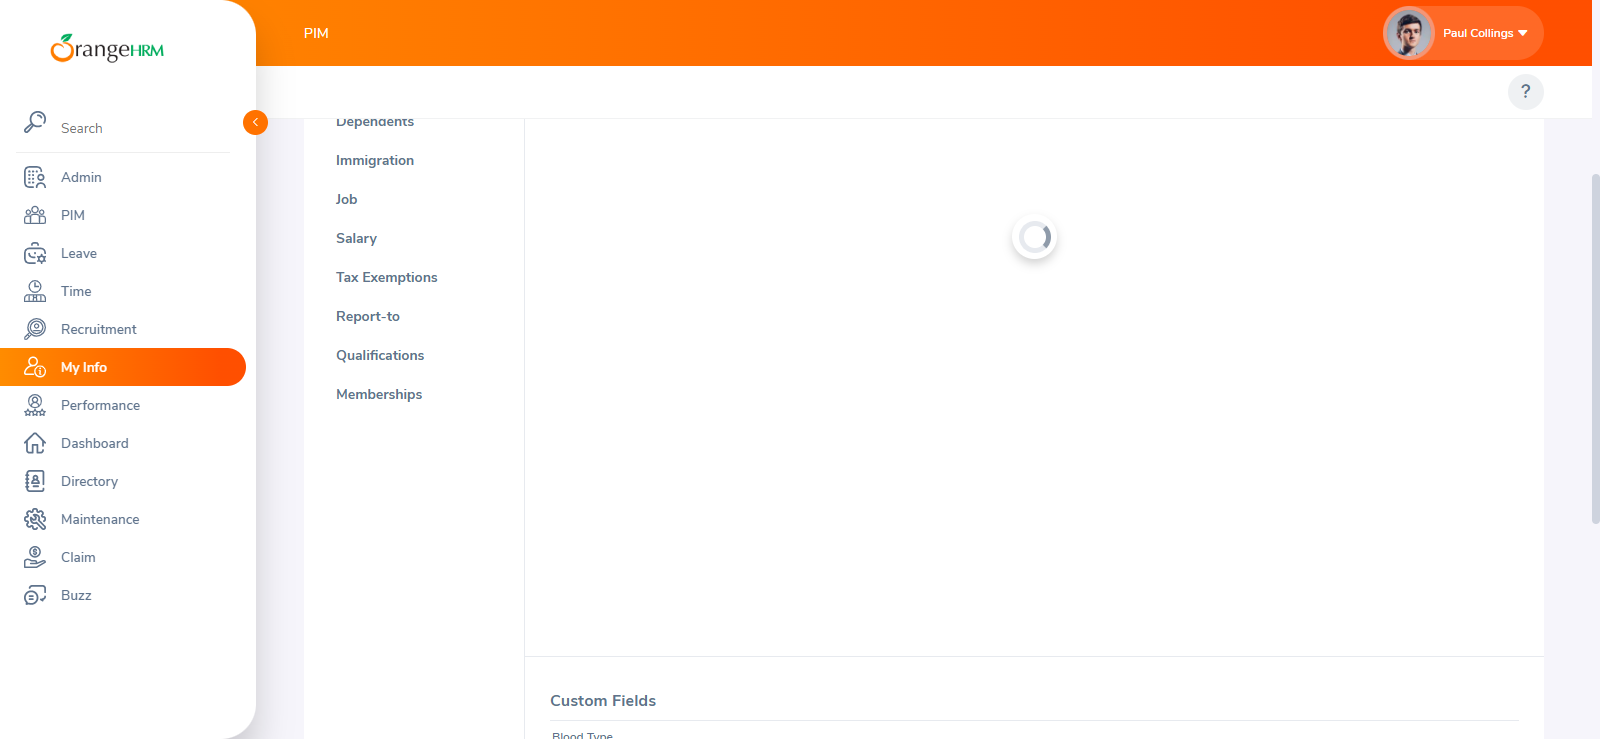 OrangeHRM
Search
Admin
PIM
Leave
Time
Recruitment
My Info
Performance
Dashboard
Directory
Maintenance
Claim
Buzz
PIM
Paul Collings
?
Dependents
Immigration
Job
Salary
Tax Exemptions
Report-to
Qualifications
Memberships
Custom Fields
Blood Type